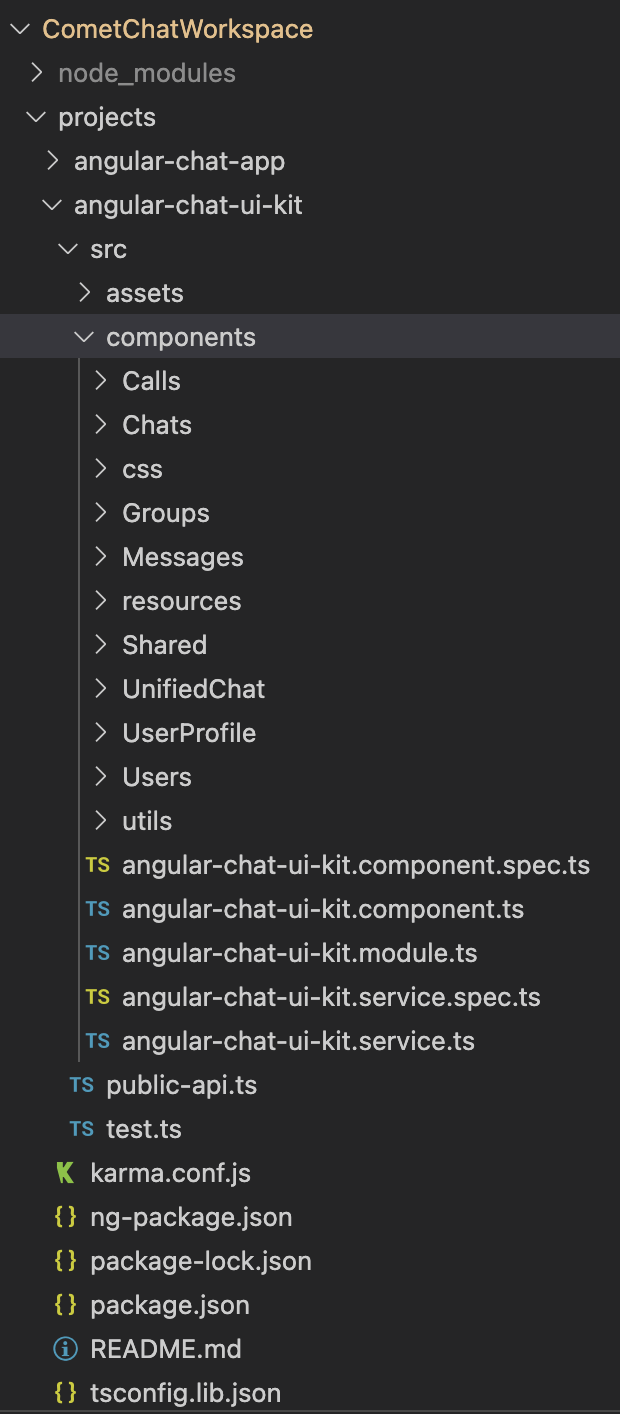 CometChatWorkspace
node_modules
projects
angular-chat-app
angular-chat-ui-kit
src
assets
components
Calls
Chats
css
Groups
Messages
resources
Shared
UnifiedChat
UserProfile
Users
utils
TS angular-chat-ui-kit.component.spec.ts
TS angular-chat-ui-kit.component.ts
TS angular-chat-ui-kit.module.ts
TS angular-chat-ui-kit.service.spec.ts
TS angular-chat-ui-kit.service.ts
TS public-api.ts
TS test.ts
karma.conf.js
{} ng-package.json
{} package-lock.json
{} package.json
README.md
{} tsconfig.lib.json